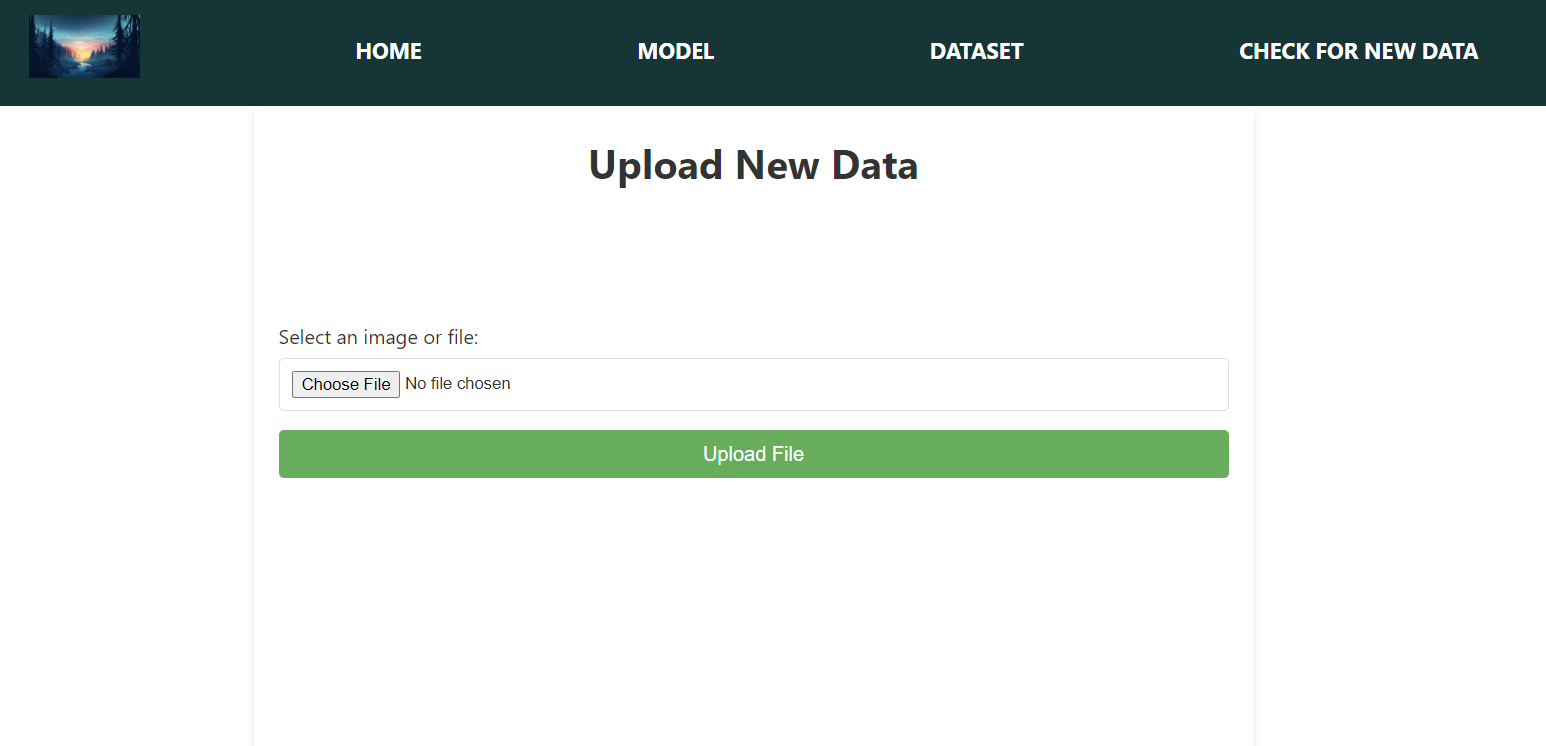 HOME MODEL DATASET CHECK FOR NEW DATA
Upload New Data
Select an image or file:
Choose File No file chosen
Upload File